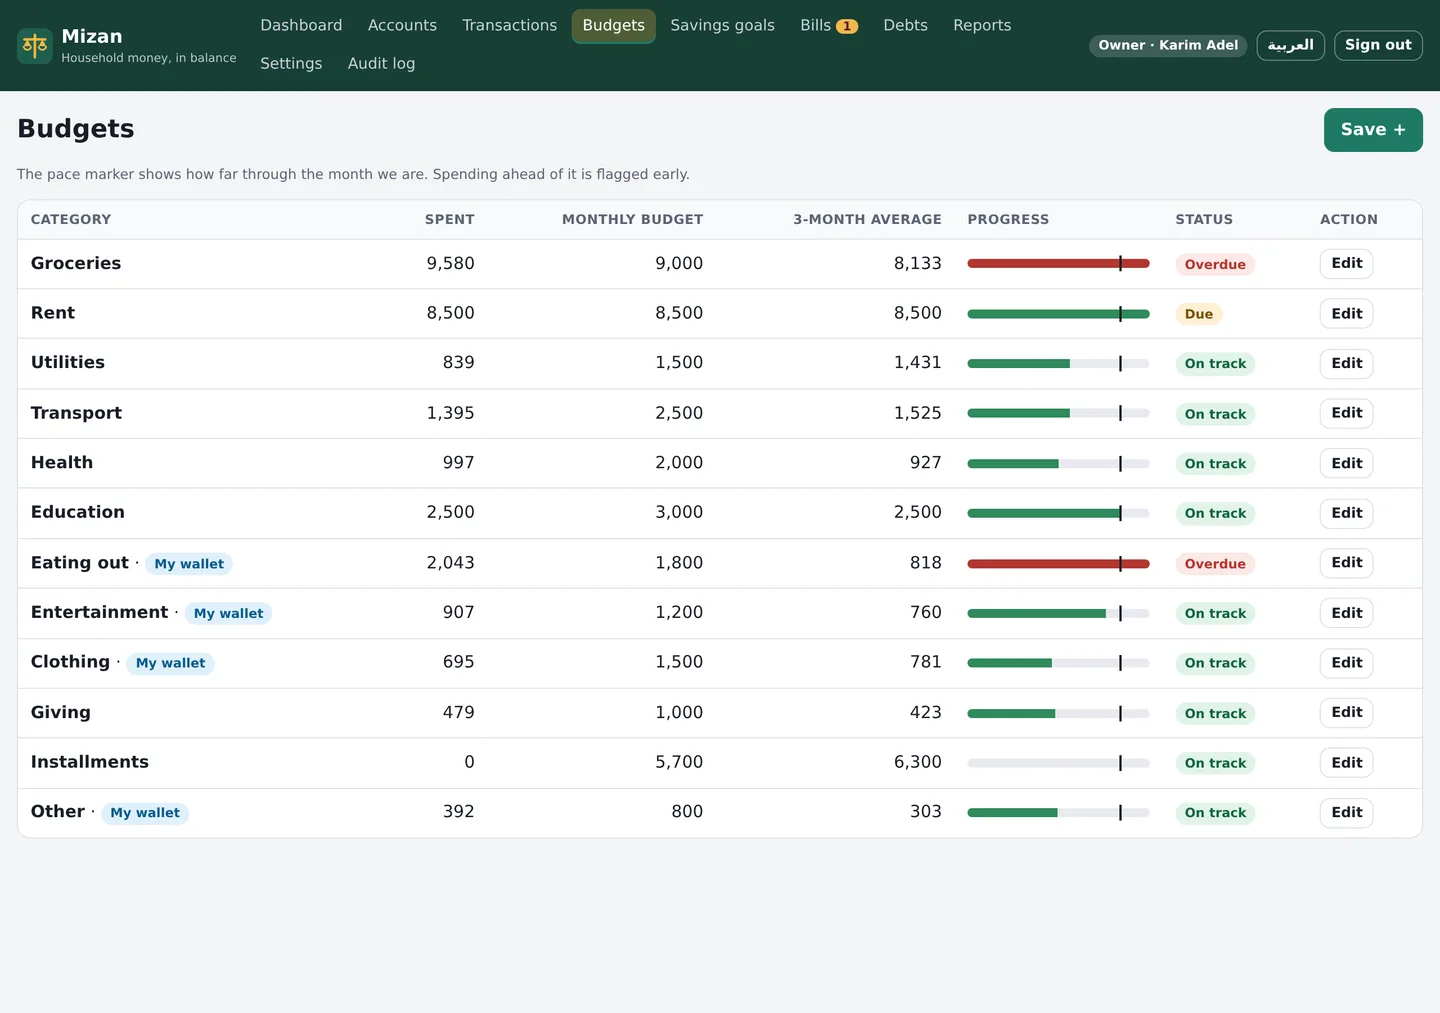 Mizan
Household money, in balance
Dashboard Accounts Transactions Budgets Savings goals Bills 1 Debts Reports
Settings Audit log
Owner · Karim Adel العربية Sign out
Budgets
Save +
The pace marker shows how far through the month we are. Spending ahead of it is flagged early.
CATEGORY SPENT MONTHLY BUDGET 3-MONTH AVERAGE PROGRESS STATUS ACTION
Groceries 9,580 9,000 8,133 Overdue Edit
Rent 8,500 8,500 8,500 Due Edit
Utilities 839 1,500 1,431 On track Edit
Transport 1,395 2,500 1,525 On track Edit
Health 997 2,000 927 On track Edit
Education 2,500 3,000 2,500 On track Edit
Eating out · My wallet 2,043 1,800 818 Overdue Edit
Entertainment · My wallet 907 1,200 760 On track Edit
Clothing · My wallet 695 1,500 781 On track Edit
Giving 479 1,000 423 On track Edit
Installments 0 5,700 6,300 On track Edit
Other · My wallet 392 800 303 On track Edit